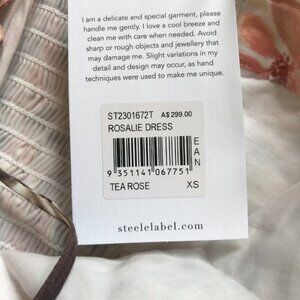 I am a delicate and special garment, please
handle me gently. I love a cool breeze and
clean me with care when needed. Avoid
sharp or rough objects and jewellery that
may damage me. Slight variations in my
detail and design may occur, as hand
techniques were used to make me unique.
ST2301672T A$ 299.00
ROSALIE DRESS
EAN
9 351141 067751
TEA ROSE XS
steelelabel.com